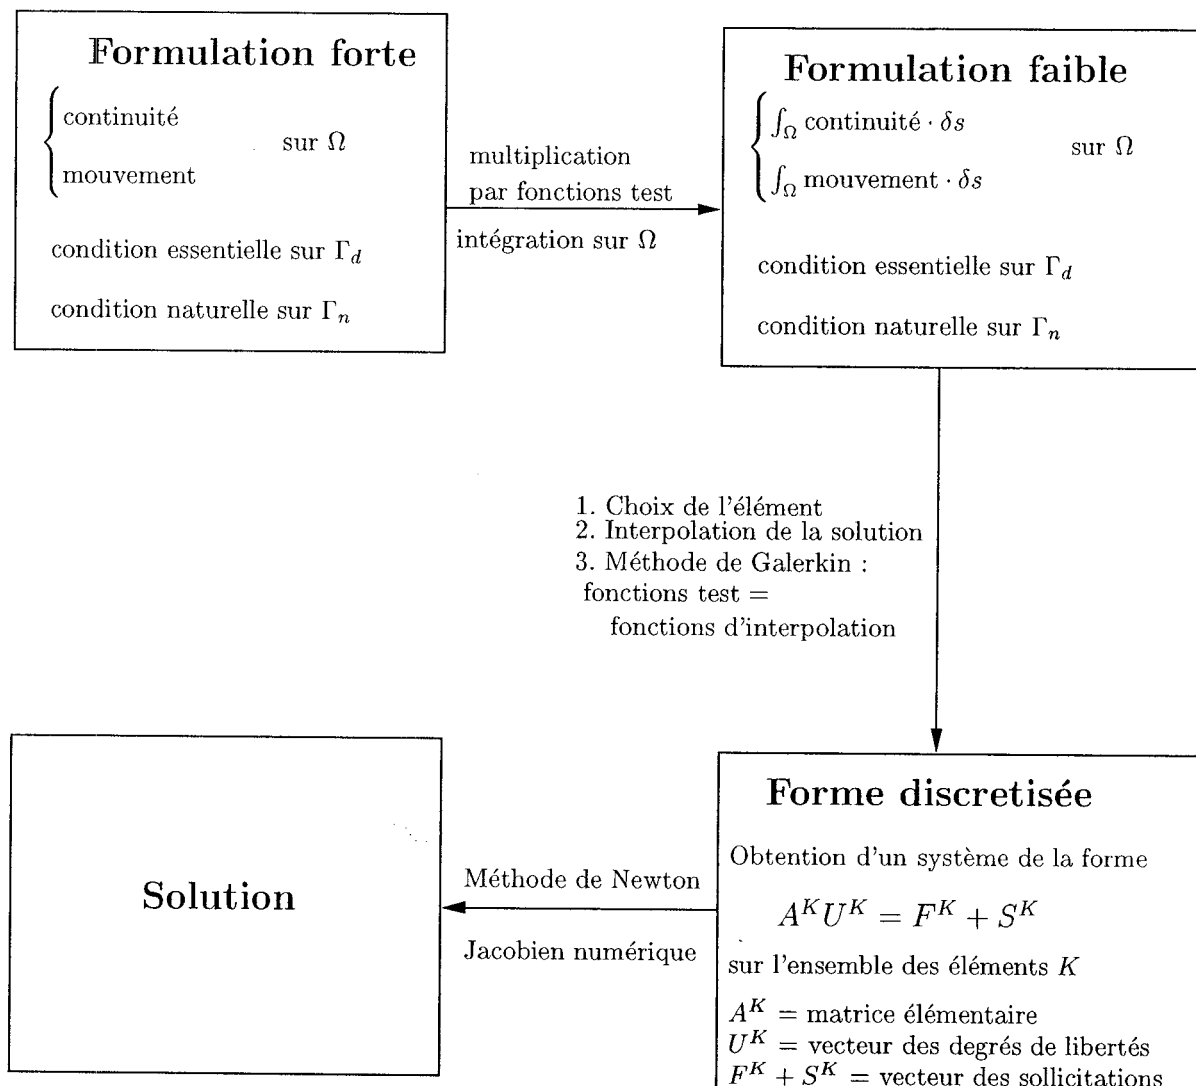 Formulation forte
continuité
sur Ω
mouvement
condition essentielle sur Γ_d
condition naturelle sur Γ_n
multiplication
par fonctions test
intégration sur Ω
Formulation faible
∫_Ω continuité · δs
sur Ω
∫_Ω mouvement · δs
condition essentielle sur Γ_d
condition naturelle sur Γ_n
1. Choix de l'élément
2. Interpolation de la solution
3. Méthode de Galerkin :
fonctions test =
fonctions d'interpolation
Forme discretisée
Obtention d'un système de la forme
A^K U^K = F^K + S^K
sur l'ensemble des éléments K
A^K = matrice élémentaire
U^K = vecteur des degrés de libertés
F^K + S^K = vecteur des sollicitations
Méthode de Newton
Jacobien numérique
Solution